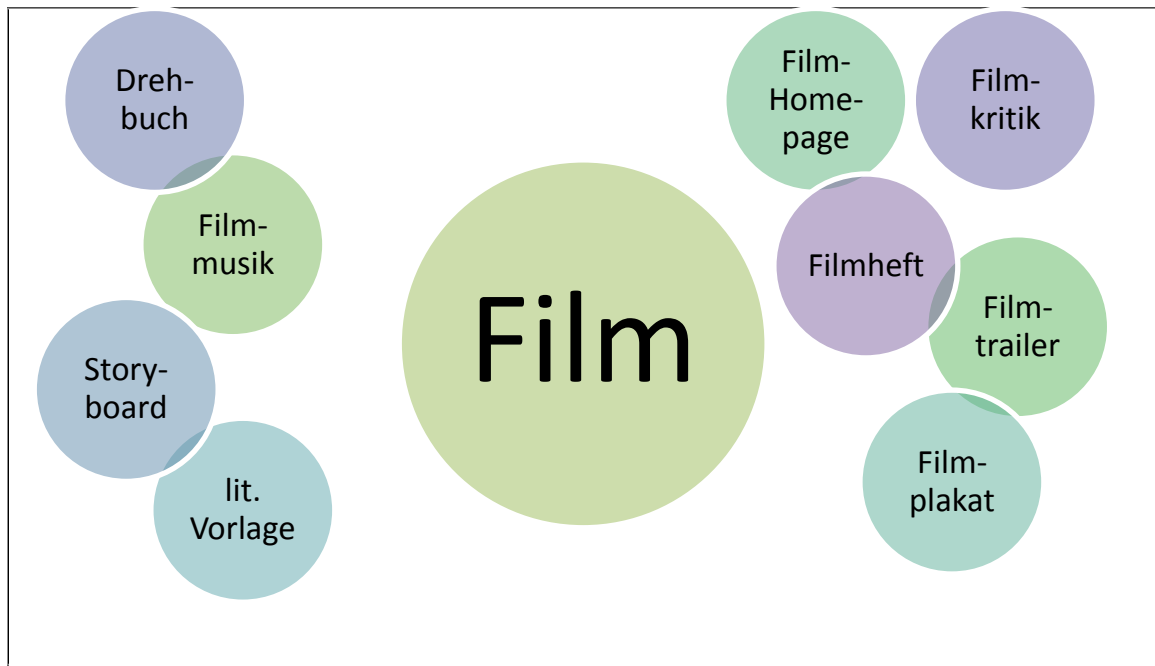 Dreh-
buch
Film-
musik
Story-
board
lit.
Vorlage
Film
Film-
Home-
page
Film-
kritik
Filmheft
Film-
trailer
Film-
plakat